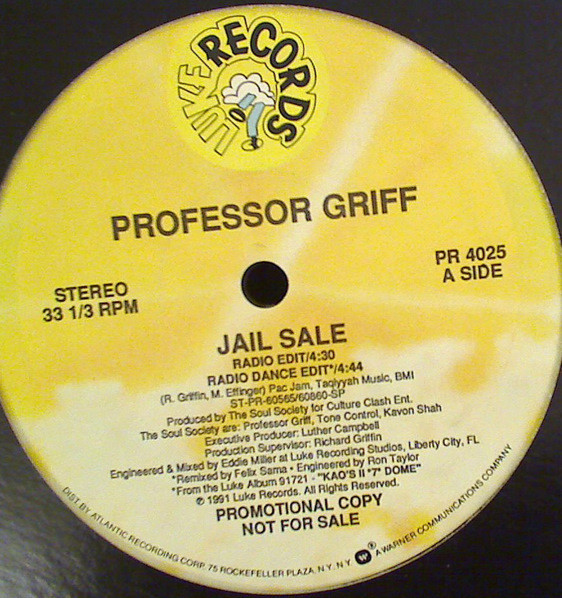 LUKE RECORDS
PROFESSOR GRIFF
STEREO
33 1/3 RPM
PR 4025
A SIDE
JAIL SALE
RADIO EDIT/4:30
RADIO DANCE EDIT*/4:44
(R. Griffin, M. Effinger) Pac Jam, Taqiyyah Music, BMI
ST-PR-60565/60860-SP
Produced by The Soul Society for Culture Clash Ent.
The Soul Society are: Professor Griff, Tone Control, Kavon Shah
Executive Producer: Luther Campbell
Production Supervisor: Richard Griffin
Engineered & Mixed by Eddie Miller at Luke Recording Studios, Liberty City, FL
*Remixed by Felix Sama • Engineered by Ron Taylor
*From the Luke Album 91721 - "KAO'S II *7* DOME"
℗ 1991 Luke Records. All Rights Reserved.
PROMOTIONAL COPY
NOT FOR SALE
DIST. BY ATLANTIC RECORDING CORP. 75 ROCKEFELLER PLAZA, N.Y. N.Y. ® A WARNER COMMUNICATIONS COMPANY